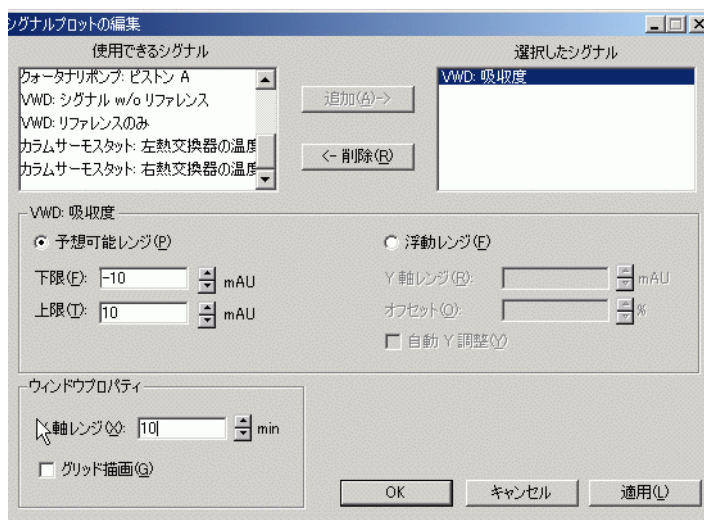 シグナルプロットの編集
使用できるシグナル
選択したシグナル
クォータナリポンプ: ピストン A
VWD: シグナル w/o リファレンス
VWD: リファレンスのみ
カラムサーモスタット: 左熱交換器の温度
カラムサーモスタット: 右熱交換器の温度
追加(A)->
<- 削除(R)
VWD: 吸収度
VWD: 吸収度
予想可能レンジ(P)
浮動レンジ(F)
下限(F): -10 mAU
Y 軸レンジ(R): mAU
上限(T): 10 mAU
オフセット(O): %
自動 Y 調整(Y)
ウィンドウプロパティ
軸レンジ(X): 10 min
グリッド描画(G)
OK
キャンセル
適用(L)